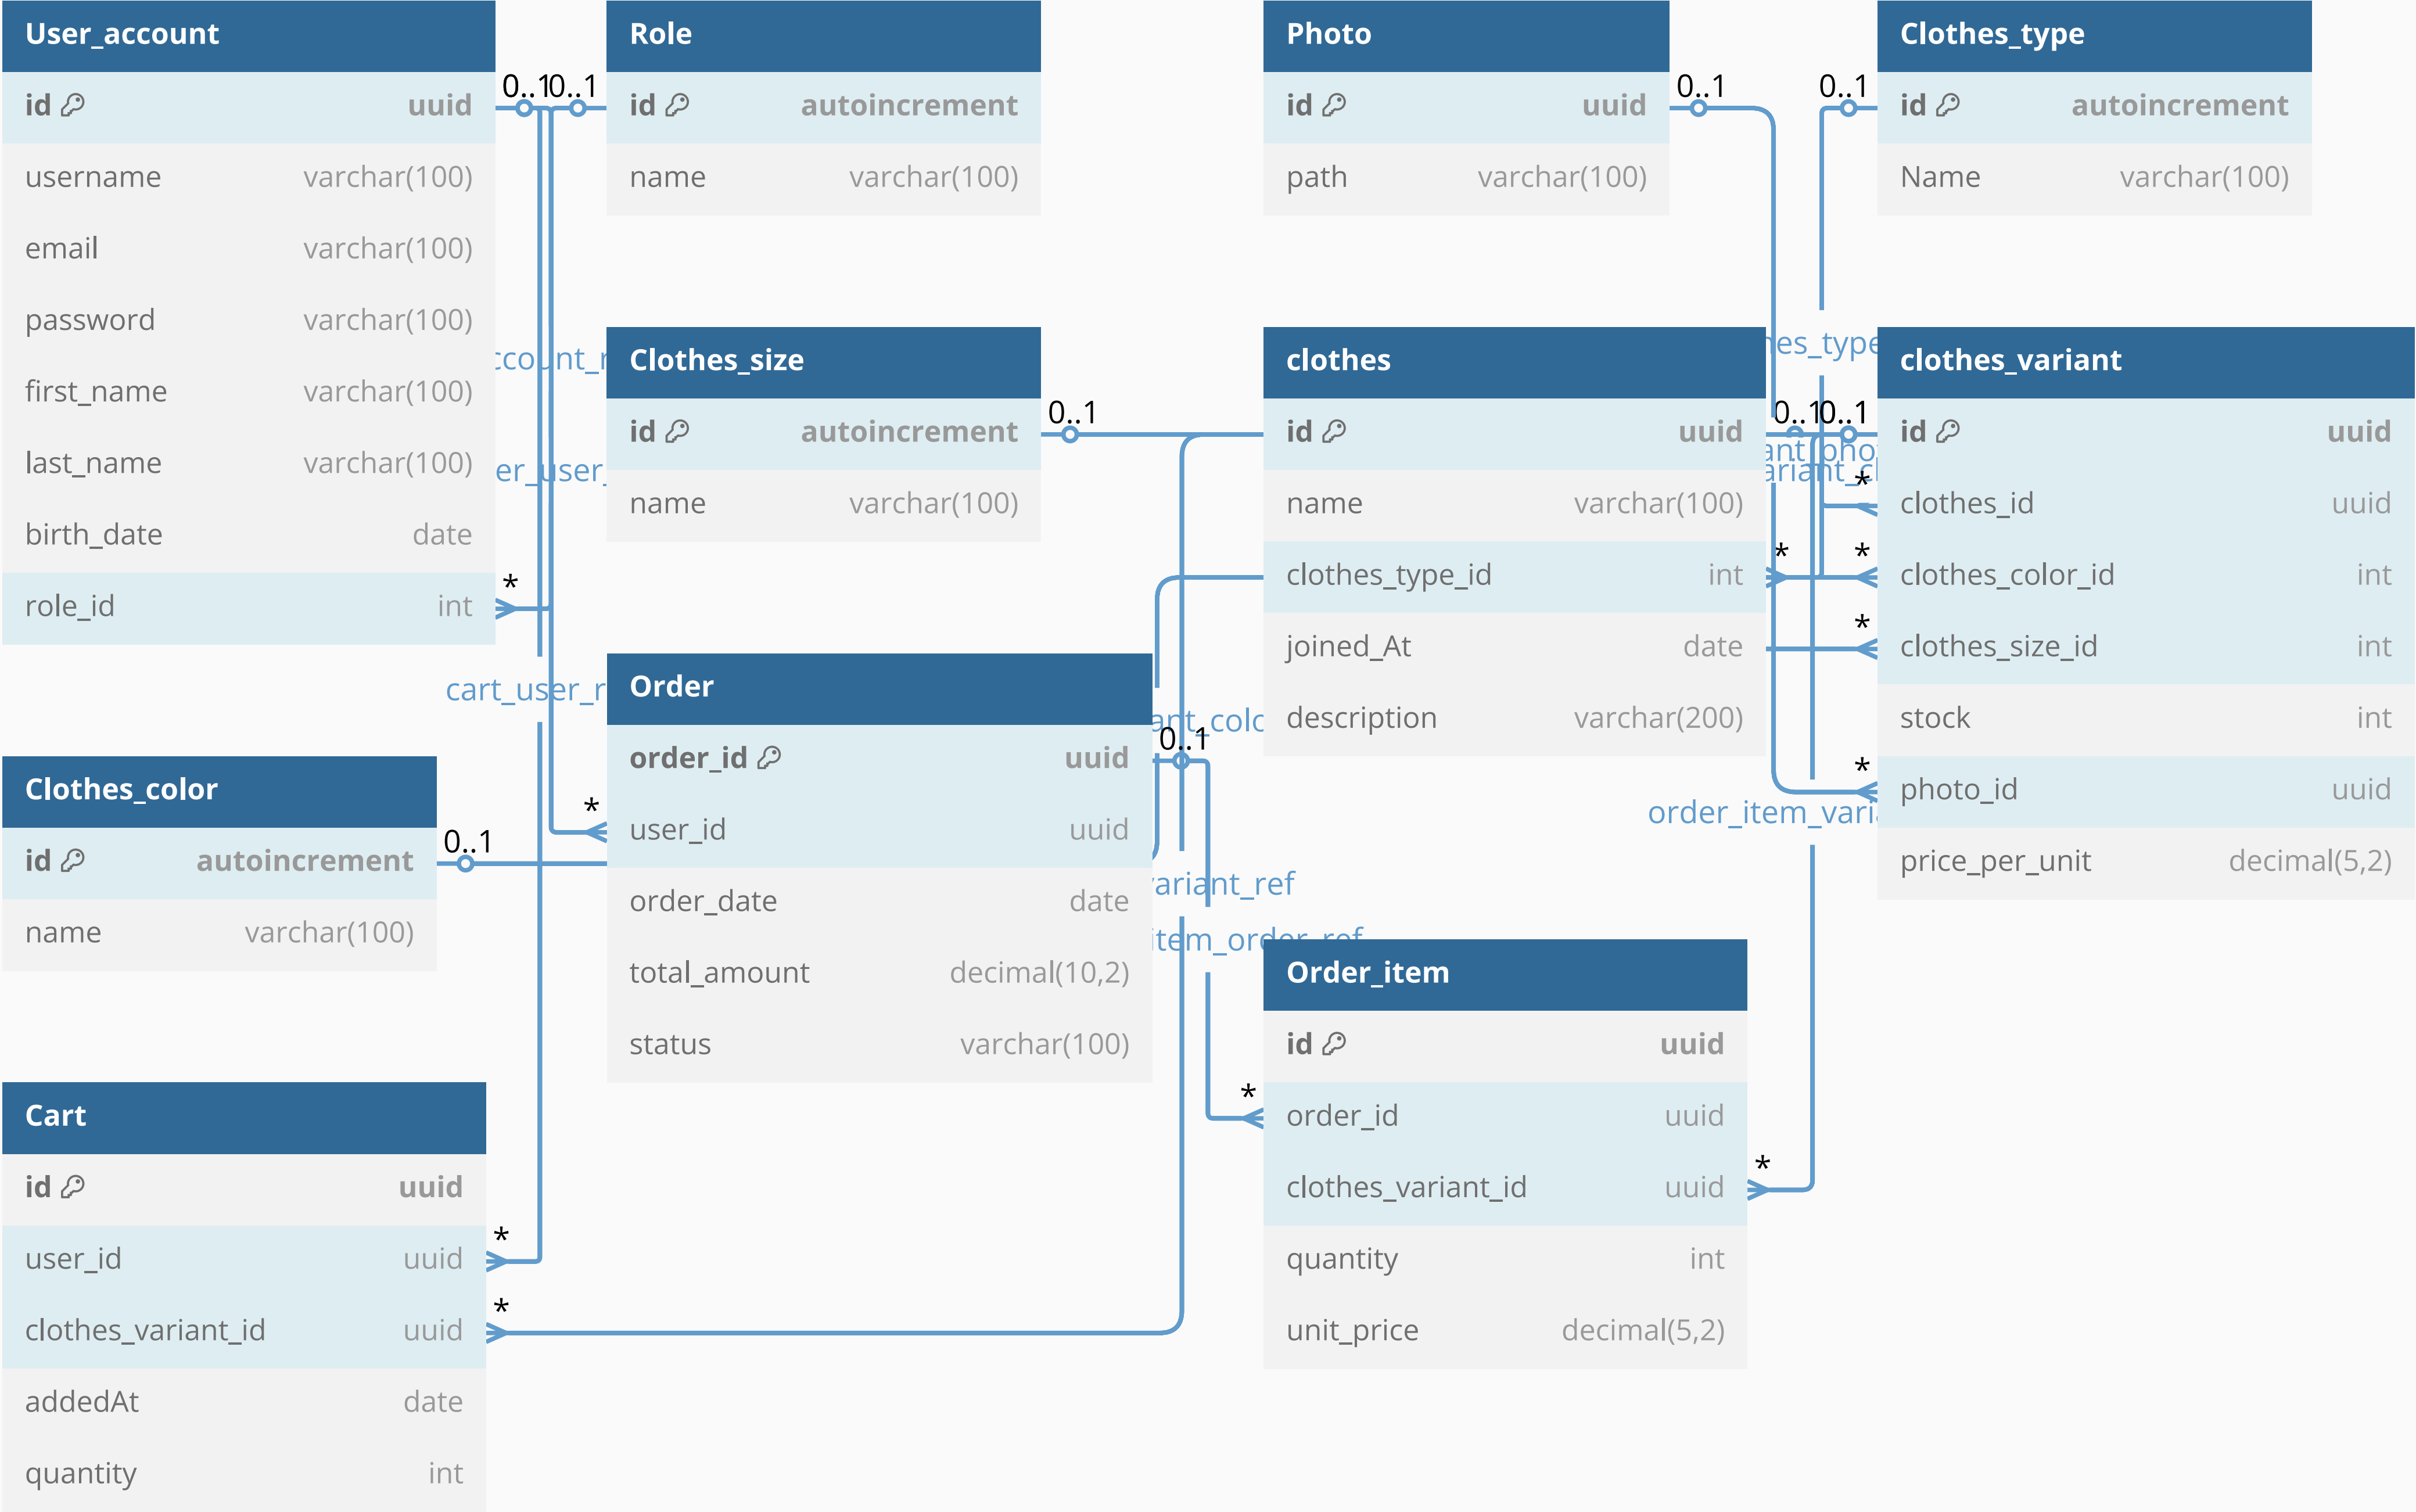 User_account
id uuid
username varchar(100)
email varchar(100)
password varchar(100)
first_name varchar(100)
last_name varchar(100)
birth_date date
role_id int
0..1
0..1
*
Role
id autoincrement
name varchar(100)
Photo
id uuid
path varchar(100)
0..1
Clothes_type
id autoincrement
Name varchar(100)
0..1
Clothes_size
id autoincrement
name varchar(100)
0..1
clothes
id uuid
name varchar(100)
clothes_type_id int
joined_At date
description varchar(200)
0..1
0..1
*
clothes_variant
id uuid
clothes_id uuid
clothes_color_id int
clothes_size_id int
stock int
photo_id uuid
price_per_unit decimal(5,2)
*
*
*
*
cart_user_r
Order
order_id uuid
user_id uuid
order_date date
total_amount decimal(10,2)
status varchar(100)
0..1
*
variant_ref
item_order_ref
order_item_vari
Clothes_color
id autoincrement
name varchar(100)
0..1
Order_item
id uuid
order_id uuid
clothes_variant_id uuid
quantity int
unit_price decimal(5,2)
*
*
Cart
id uuid
user_id uuid
clothes_variant_id uuid
addedAt date
quantity int
*
*